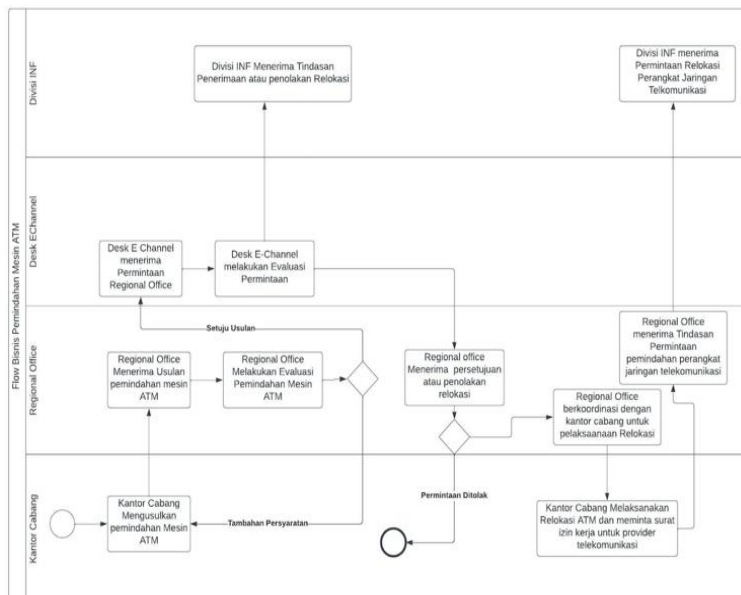 Flow Bisnis Pemindahan Mesin ATM
Divisi INF
Divisi INF Menerima Tindasan
Penerimaan atau penolakan Relokasi
Divisi INF menerima
Permintaan Relokasi
Perangkat Jaringan
Telkomunikasi
Desk EChannel
Desk E Channel
menerima
Permintaan
Regional Office
Desk E-Channel
melakukan Evaluasi
Permintaan
Regional Office
Setuju Usulan
Regional Office
Menerima Usulan
pemindahan mesin
ATM
Regional Office
Melakukan Evaluasi
Pemindahan Mesin
ATM
Regional office
Menerima persetujuan
atau penolakan
relokasi
Regional Office
menerima Tindasan
Permintaan
pemindahan perangkat
jaringan telekomunikasi
Regional Office
berkoordinasi dengan
kantor cabang untuk
pelaksaanaan Relokasi
Kantor Cabang
Kantor Cabang
Mengusulkan
pemindahan Mesin
ATM
Tambahan Persyaratan
Permintaan Ditolak
Kantor Cabang Melaksanakan
Relokasi ATM dan meminta surat
izin kerja untuk provider
telekomunikasi